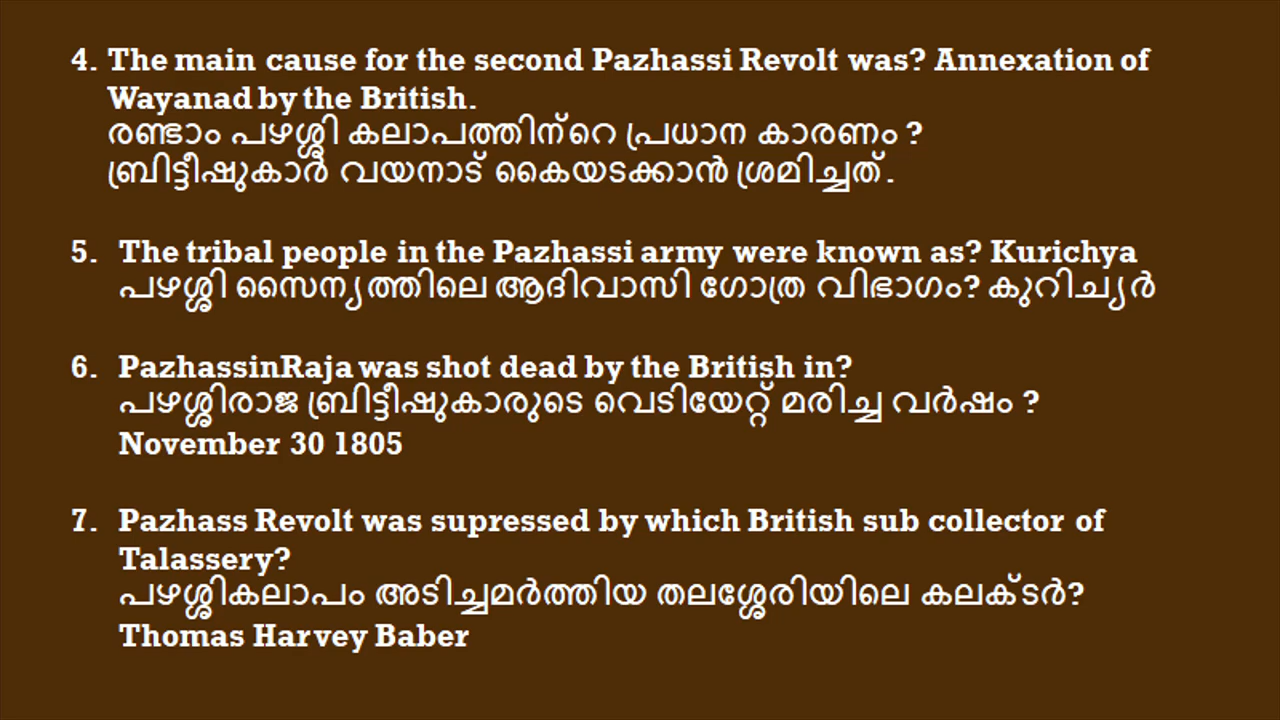 4. The main cause for the second Pazhassi Revolt was? Annexation of
Wayanad by the British.
രണ്ടാം പഴശ്ശി കലാപത്തിന്റെ പ്രധാന കാരണം ?
ബ്രിട്ടീഷുകാർ വയനാട് കൈയടക്കാൻ ശ്രമിച്ചത്.
5. The tribal people in the Pazhassi army were known as? Kurichya
പഴശ്ശി സൈന്യത്തിലെ ആദിവാസി ഗോത്ര വിഭാഗം? കുറിച്യർ
6. PazhassinRaja was shot dead by the British in?
പഴശ്ശിരാജ ബ്രിട്ടീഷുകാരുടെ വെടിയേറ്റ് മരിച്ച വർഷം ?
November 30 1805
7. Pazhass Revolt was supressed by which British sub collector of
Talassery?
പഴശ്ശികലാപം അടിച്ചമർത്തിയ തലശ്ശേരിയിലെ കലക്ടർ?
Thomas Harvey Baber